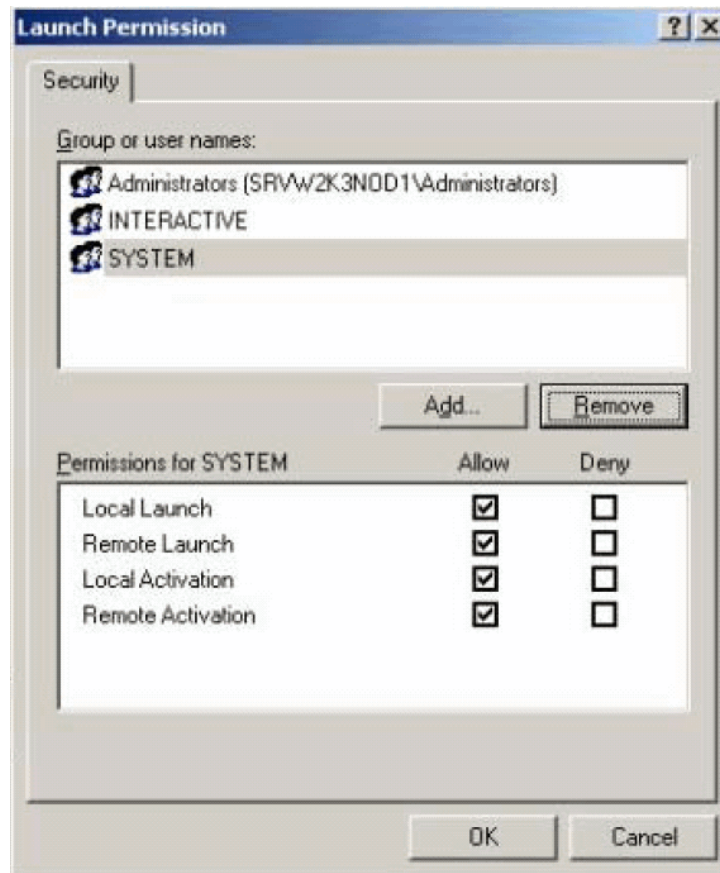 Launch Permission
Security
Group or user names:
Administrators (SRVW2K3NOD1\Administrators)
INTERACTIVE
SYSTEM
Add... Remove
Permissions for SYSTEM Allow Deny
Local Launch
Remote Launch
Local Activation
Remote Activation
OK Cancel